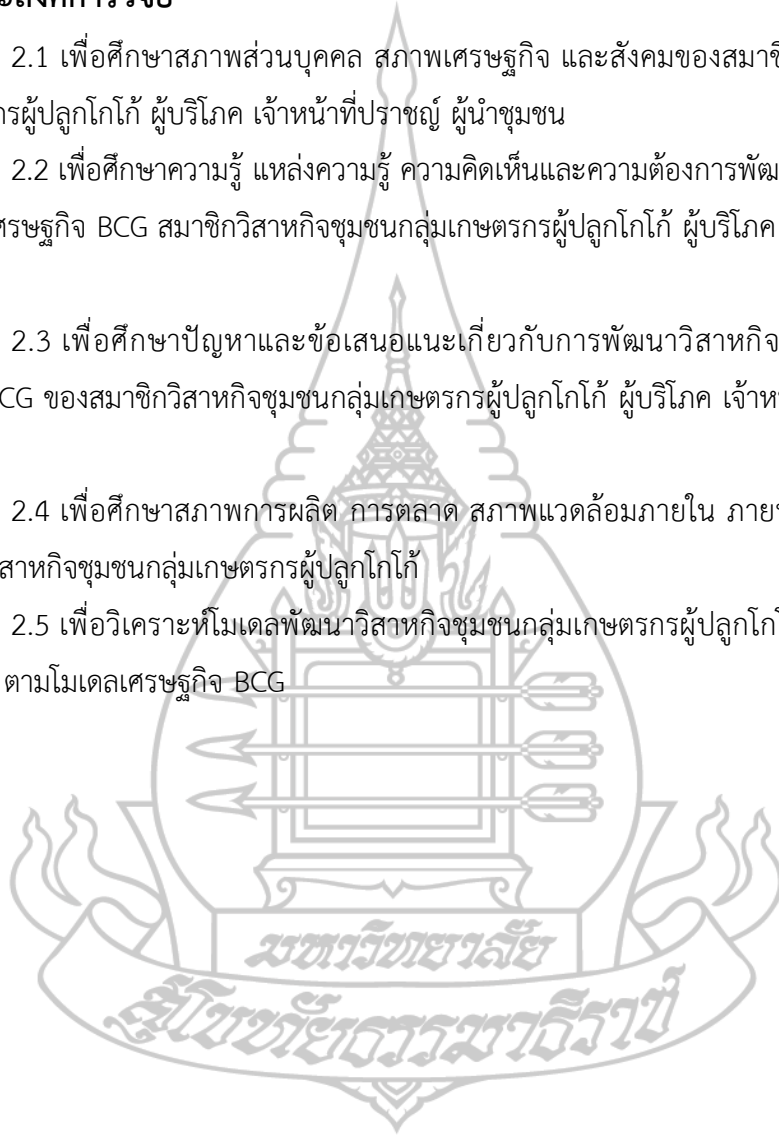 2.1 เพื่อศึกษาสภาพส่วนบุคคล สภาพเศรษฐกิจ และสังคมของสมาชิ
ารผู้ปลูกโกโก้ ผู้บริโภค เจ้าหน้าที่ปราชญ์ ผู้นำชุมชน
2.2 เพื่อศึกษาความรู้ แหล่งความรู้ ความคิดเห็นและความต้องการพัฒ
ศรษฐกิจ BCG สมาชิกวิสาหกิจชุมชนกลุ่มเกษตรกรผู้ปลูกโกโก้ ผู้บริโภค
2.3 เพื่อศึกษาปัญหาและข้อเสนอแนะเกี่ยวกับการพัฒนาวิสาหกิจ
CG ของสมาชิกวิสาหกิจชุมชนกลุ่มเกษตรกรผู้ปลูกโกโก้ ผู้บริโภค เจ้าห
2.4 เพื่อศึกษาสภาพการผลิต การตลาด สภาพแวดล้อมภายใน ภาย
สาหกิจชุมชนกลุ่มเกษตรกรผู้ปลูกโกโก้
2.5 เพื่อวิเคราะห์โมเดลพัฒนาวิสาหกิจชุมชนกลุ่มเกษตรกรผู้ปลูกโก
ตามโมเดลเศรษฐกิจ BCG
มหาวิทยาลัย
สุโขทัยธรรมาธิราช